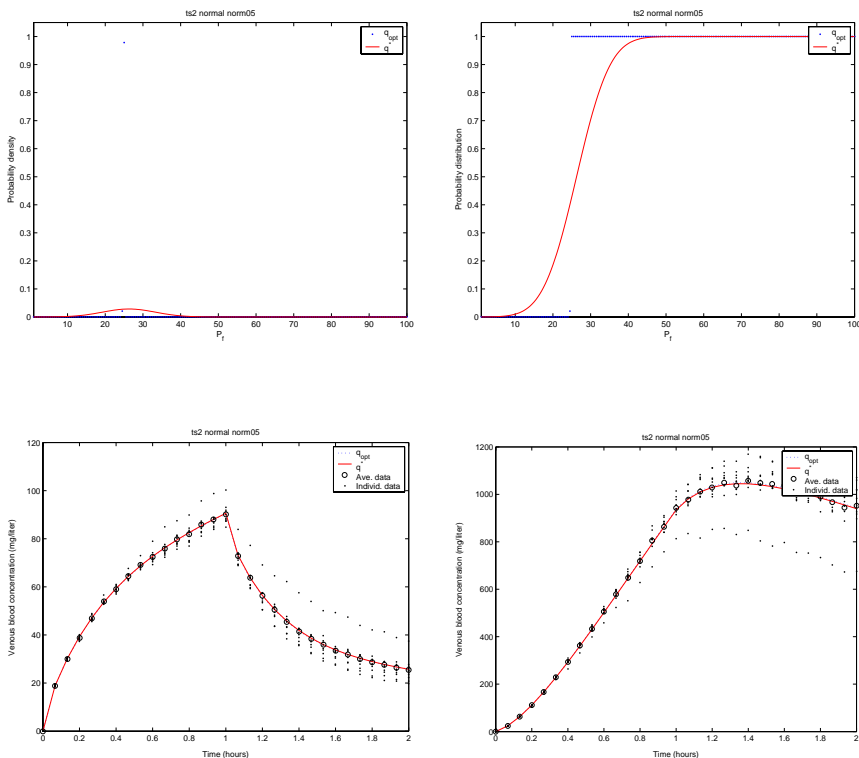 ts2 normal norm05
1
0.9
0.8
0.7
0.6
0.5
0.4
0.3
0.2
0.1
0
Probability density
10 20 30 40 50 60 70 80 90 100
P_f
q_opt
q*
ts2 normal norm05
1
0.9
0.8
0.7
0.6
0.5
0.4
0.3
0.2
0.1
0
Probability distribution
10 20 30 40 50 60 70 80 90 100
P_f
q_opt
q*
ts2 normal norm05
120
100
80
60
40
20
0
Venous blood concantration (mg/liter)
0 0.2 0.4 0.6 0.8 1.0 1.2 1.4 1.6 1.8 2
Time (hours)
q_opt
q*
Ave. data
Individ. data
ts2 normal norm05
1200
1000
800
600
400
200
0
Venous blood concentration (mg/liter)
0 0.2 0.4 0.6 0.8 1.0 1.2 1.4 1.6 1.8 2
Time (hours)
q_opt
q*
Ave. data
Individ. data